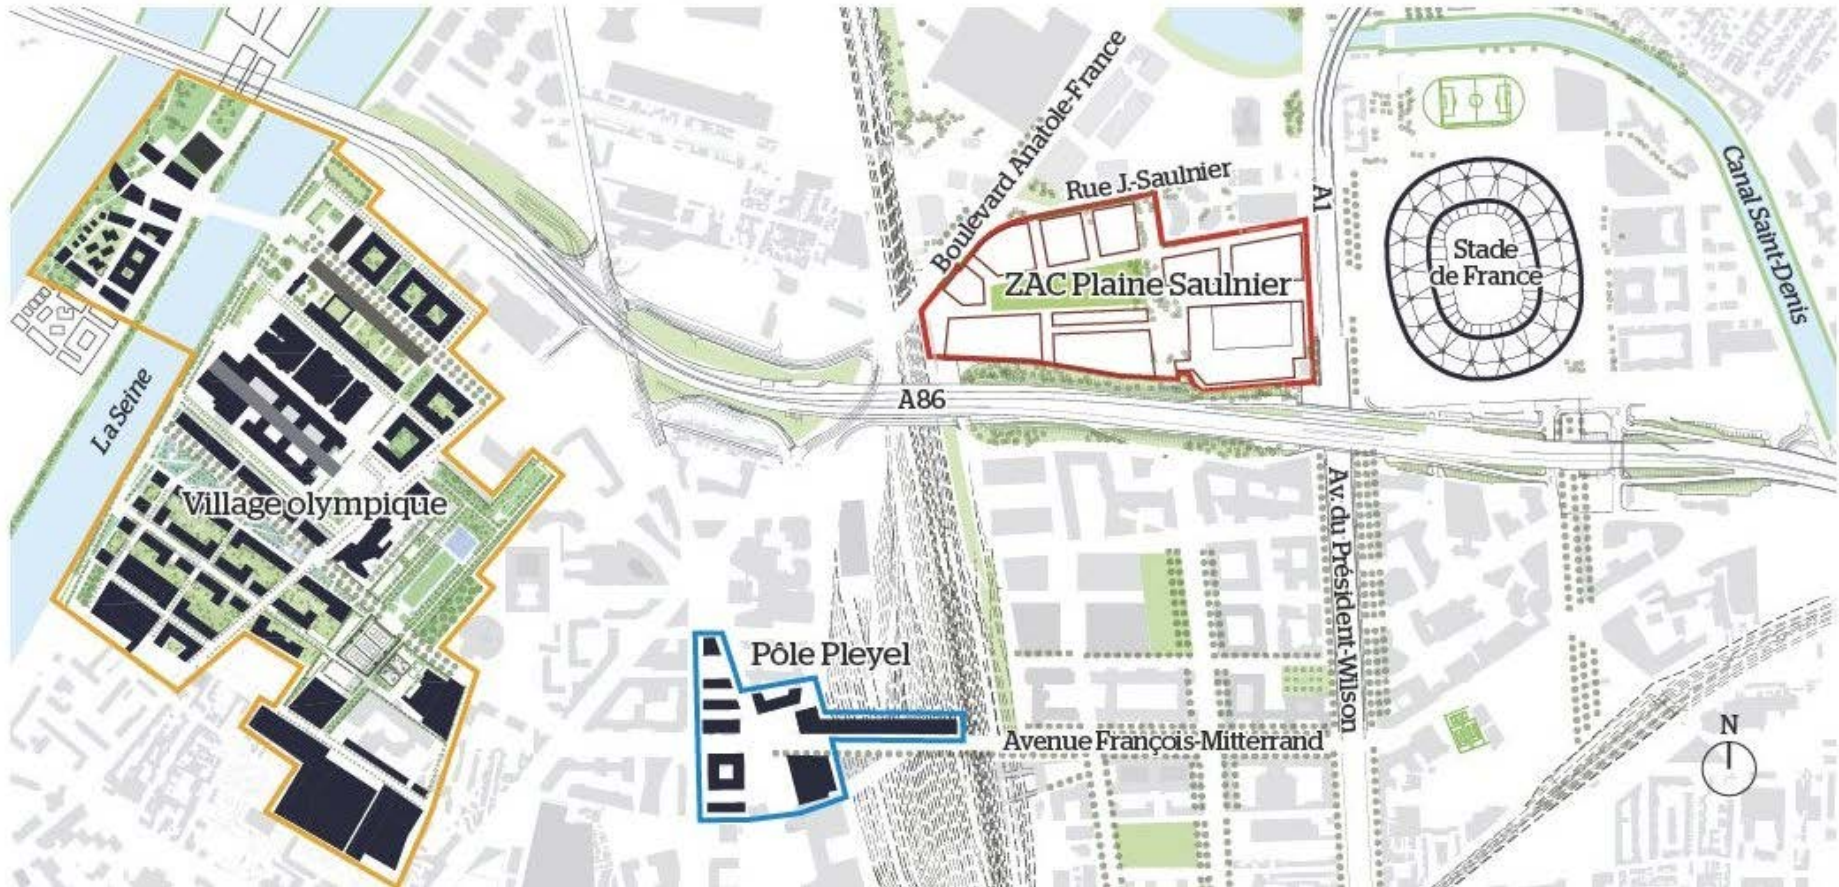 Boulevard Anatole-France
Rue J.-Saulnier
A1
Canal Saint-Denis
Stade
de France
ZAC Plaine Saulnier
La Seine
A86
Village olympique
Av. du Président-Wilson
Pôle Pleyel
Avenue François-Mitterrand
N